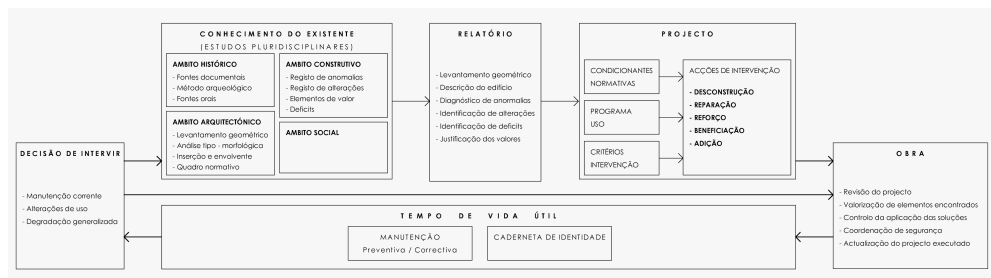 CONHECIMENTO DO EXISTENTE
(ESTUDOS PLURIDISCIPLINARES)
AMBITO HISTÓRICO
- Fontes documentais
- Método arqueológico
- Fontes orais
AMBITO CONSTRUTIVO
- Registo de anomalias
- Registo de alterações
- Elementos de valor
- Deficits
AMBITO ARQUITECTÓNICO
- Levantamento geométrico
- Análise tipo - morfológica
- Inserção e envolvente
- Quadro normativo
AMBITO SOCIAL
RELATÓRIO
- Levantamento geométrico
- Descrição do edifício
- Diagnóstico de anomalias
- Identificação de alterações
- Identificação de deficits
- Justificação dos valores
PROJECTO
CONDICIONANTES
NORMATIVAS
PROGRAMA
USO
CRITÉRIOS
INTERVENÇÃO
ACÇÕES DE INTERVENÇÃO
- DESCONSTRUÇÃO
- REPARAÇÃO
- REFORÇO
- BENEFICIAÇÃO
- ADIÇÃO
DECISÃO DE INTERVIR
- Manutenção corrente
- Alterações de uso
- Degradação generalizada
OBRA
- Revisão do projecto
- Valorização de elementos encontrados
- Controlo da aplicação das soluções
- Coordenação de segurança
- Actualização do projecto executado
TEMPO DE VIDA ÚTIL
MANUTENÇÃO
Preventiva / Correctiva
CADERNETA DE IDENTIDADE